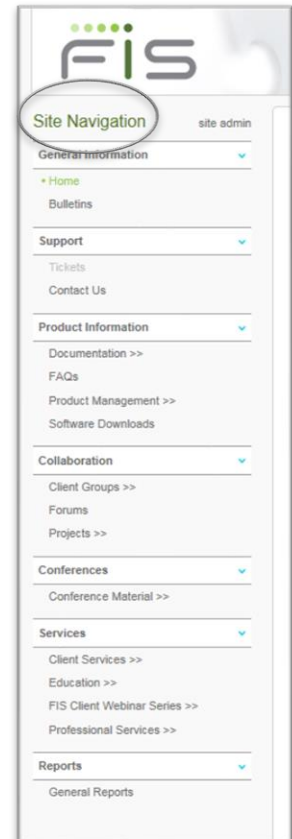 FIS
Site Navigation site admin
General Information
Home
Bulletins
Support
Tickets
Contact Us
Product Information
Documentation >>
FAQs
Product Management >>
Software Downloads
Collaboration
Client Groups >>
Forums
Projects >>
Conferences
Conference Material >>
Services
Client Services >>
Education >>
FIS Client Webinar Series >>
Professional Services >>
Reports
General Reports